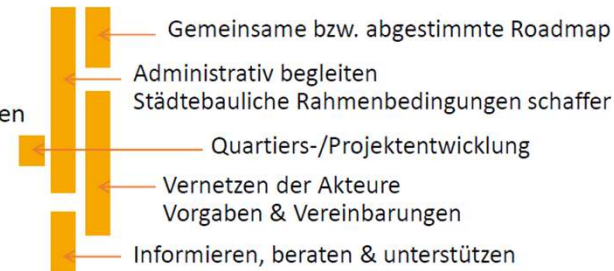 Gemeinsame bzw. abgestimmte Roadmap
Administrativ begleiten
Städtebauliche Rahmenbedingungen schaffen
en
Quartiers-/Projektentwicklung
Vernetzen der Akteure
Vorgaben & Vereinbarungen
Informieren, beraten & unterstützen